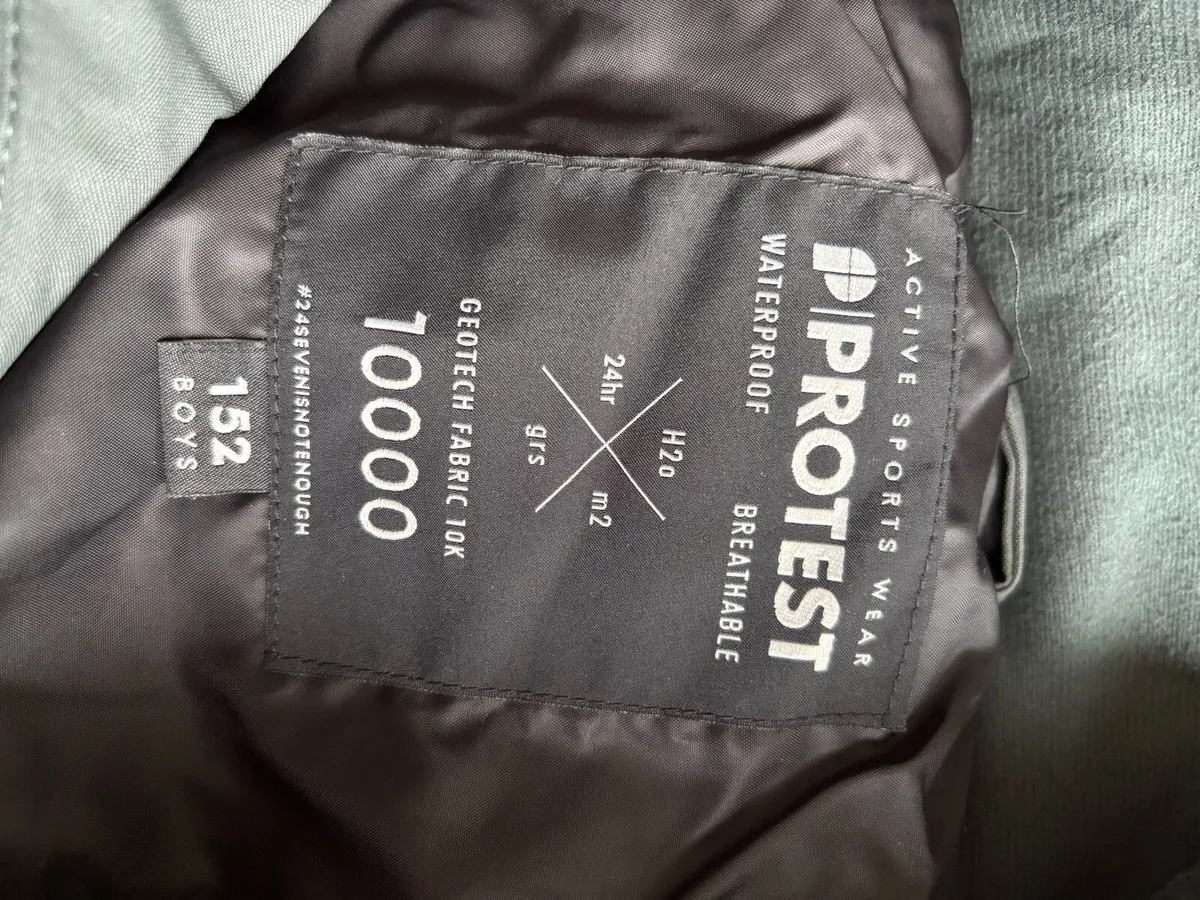 ACTIVE SPORTS WEAR
PROTEST
WATERPROOF BREATHABLE
H2o
24hr m2
grs
GEOTECH FABRIC 10K
10000
#24SEVENISNOTENOUGH
152
BOYS